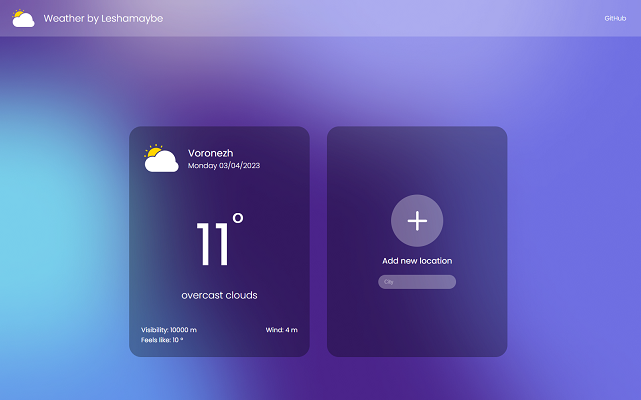 Weather by Leshamaybe
GitHub
Voronezh
Monday 03/04/2023
11°
overcast clouds
Visibility: 10000 m
Wind: 4 m
Feels like: 10 °
Add new location
City